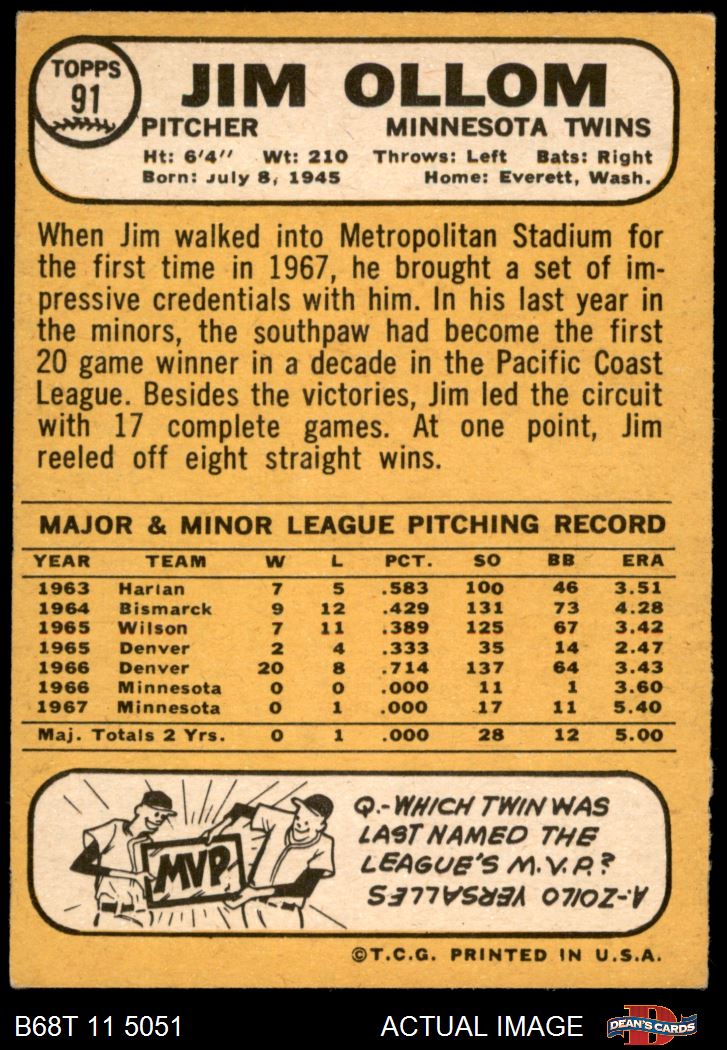 TOPPS
91
JIM OLLOM
PITCHER MINNESOTA TWINS
Ht: 6'4" Wt: 210 Throws: Left Bats: Right
Born: July 8, 1945 Home: Everett, Wash.
When Jim walked into Metropolitan Stadium for
the first time in 1967, he brought a set of im-
pressive credentials with him. In his last year in
the minors, the southpaw had become the first
20 game winner in a decade in the Pacific Coast
League. Besides the victories, Jim led the circuit
with 17 complete games. At one point, Jim
reeled off eight straight wins.
MAJOR & MINOR LEAGUE PITCHING RECORD
YEAR TEAM W L PCT. SO BB ERA
1963 Harlan 7 5 .583 100 46 3.51
1964 Bismarck 9 12 .429 131 73 4.28
1965 Wilson 7 11 .389 125 67 3.42
1965 Denver 2 4 .333 35 14 2.47
1966 Denver 20 8 .714 137 64 3.43
1966 Minnesota 0 0 .000 11 1 3.60
1967 Minnesota 0 1 .000 17 11 5.40
Maj. Totals 2 Yrs. 0 1 .000 28 12 5.00
MVP
Q.-WHICH TWIN WAS
LAST NAMED THE
LEAGUE'S M.V.P.?
A-ZOILO VERSALLES
©T.C.G. PRINTED IN U.S.A.
B68T 11 5051 ACTUAL IMAGE
D
DEAN'S CARDS